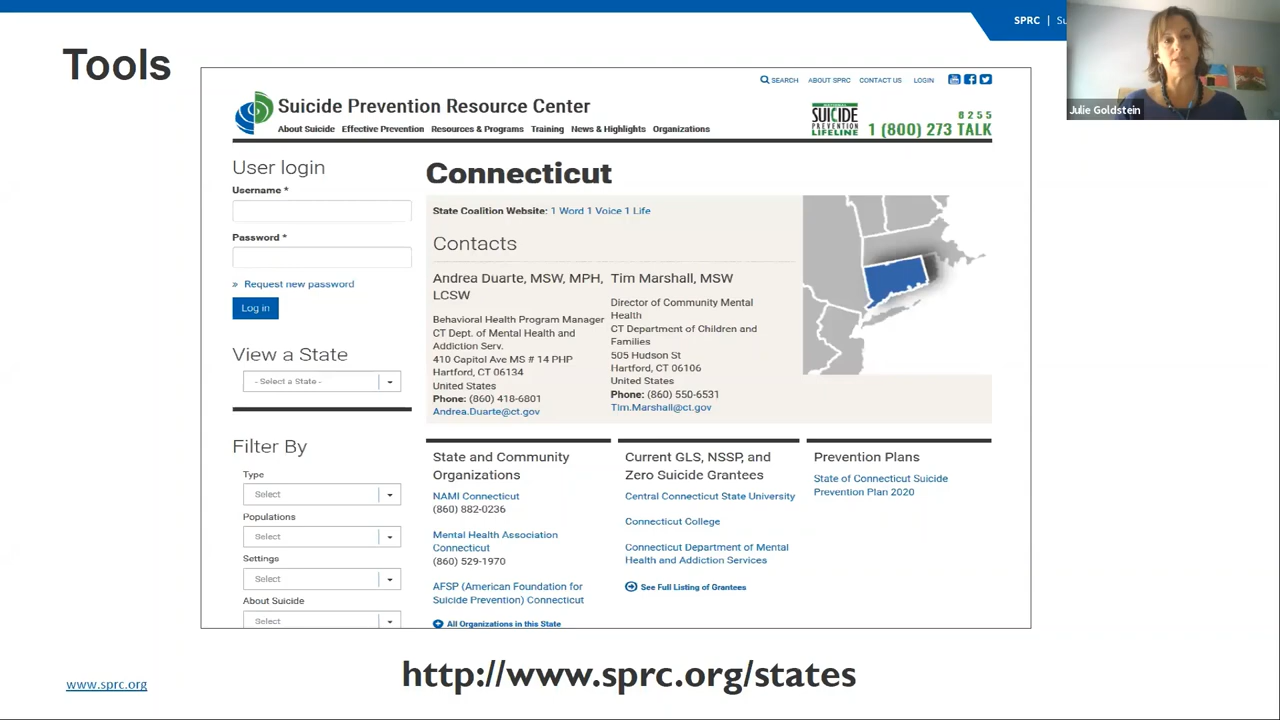 SPRC | Su
Julie Goldstein
Tools
SEARCH ABOUT SPRC CONTACT US LOGIN
Suicide Prevention Resource Center
About Suicide Effective Prevention Resources & Programs Training News & Highlights Organizations
NATIONAL
SUICIDE
PREVENTION
LIFELINE
8255
1 (800) 273 TALK
User login
Username *
Password *
» Request new password
Log in
View a State
- Select a State -
Filter By
Type
Select
Populations
Select
Settings
Select
About Suicide
Select
Connecticut
State Coalition Website: 1 Word 1 Voice 1 Life
Contacts
Andrea Duarte, MSW, MPH,
LCSW
Behavioral Health Program Manager
CT Dept. of Mental Health and
Addiction Serv.
410 Capitol Ave MS # 14 PHP
Hartford, CT 06134
United States
Phone: (860) 418-6801
Andrea.Duarte@ct.gov
Tim Marshall, MSW
Director of Community Mental
Health
CT Department of Children and
Families
505 Hudson St
Hartford, CT 06106
United States
Phone: (860) 550-6531
Tim.Marshall@ct.gov
State and Community
Organizations
NAMI Connecticut
(860) 882-0236
Mental Health Association
Connecticut
(860) 529-1970
AFSP (American Foundation for
Suicide Prevention) Connecticut
All Organizations in this State
Current GLS, NSSP, and
Zero Suicide Grantees
Central Connecticut State University
Connecticut College
Connecticut Department of Mental
Health and Addiction Services
See Full Listing of Grantees
Prevention Plans
State of Connecticut Suicide
Prevention Plan 2020
www.sprc.org
http://www.sprc.org/states